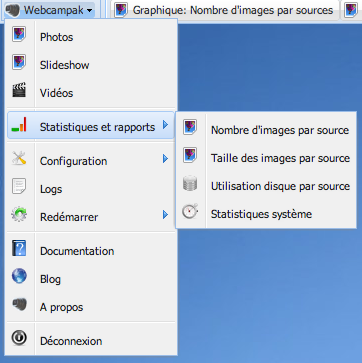 Webcampak
Graphique: Nombre d'images par sources
Photos
Slideshow
Vidéos
Statistiques et rapports
Nombre d'images par source
Taille des images par source
Utilisation disque par source
Statistiques système
Configuration
Logs
Redémarrer
Documentation
Blog
A propos
Déconnexion